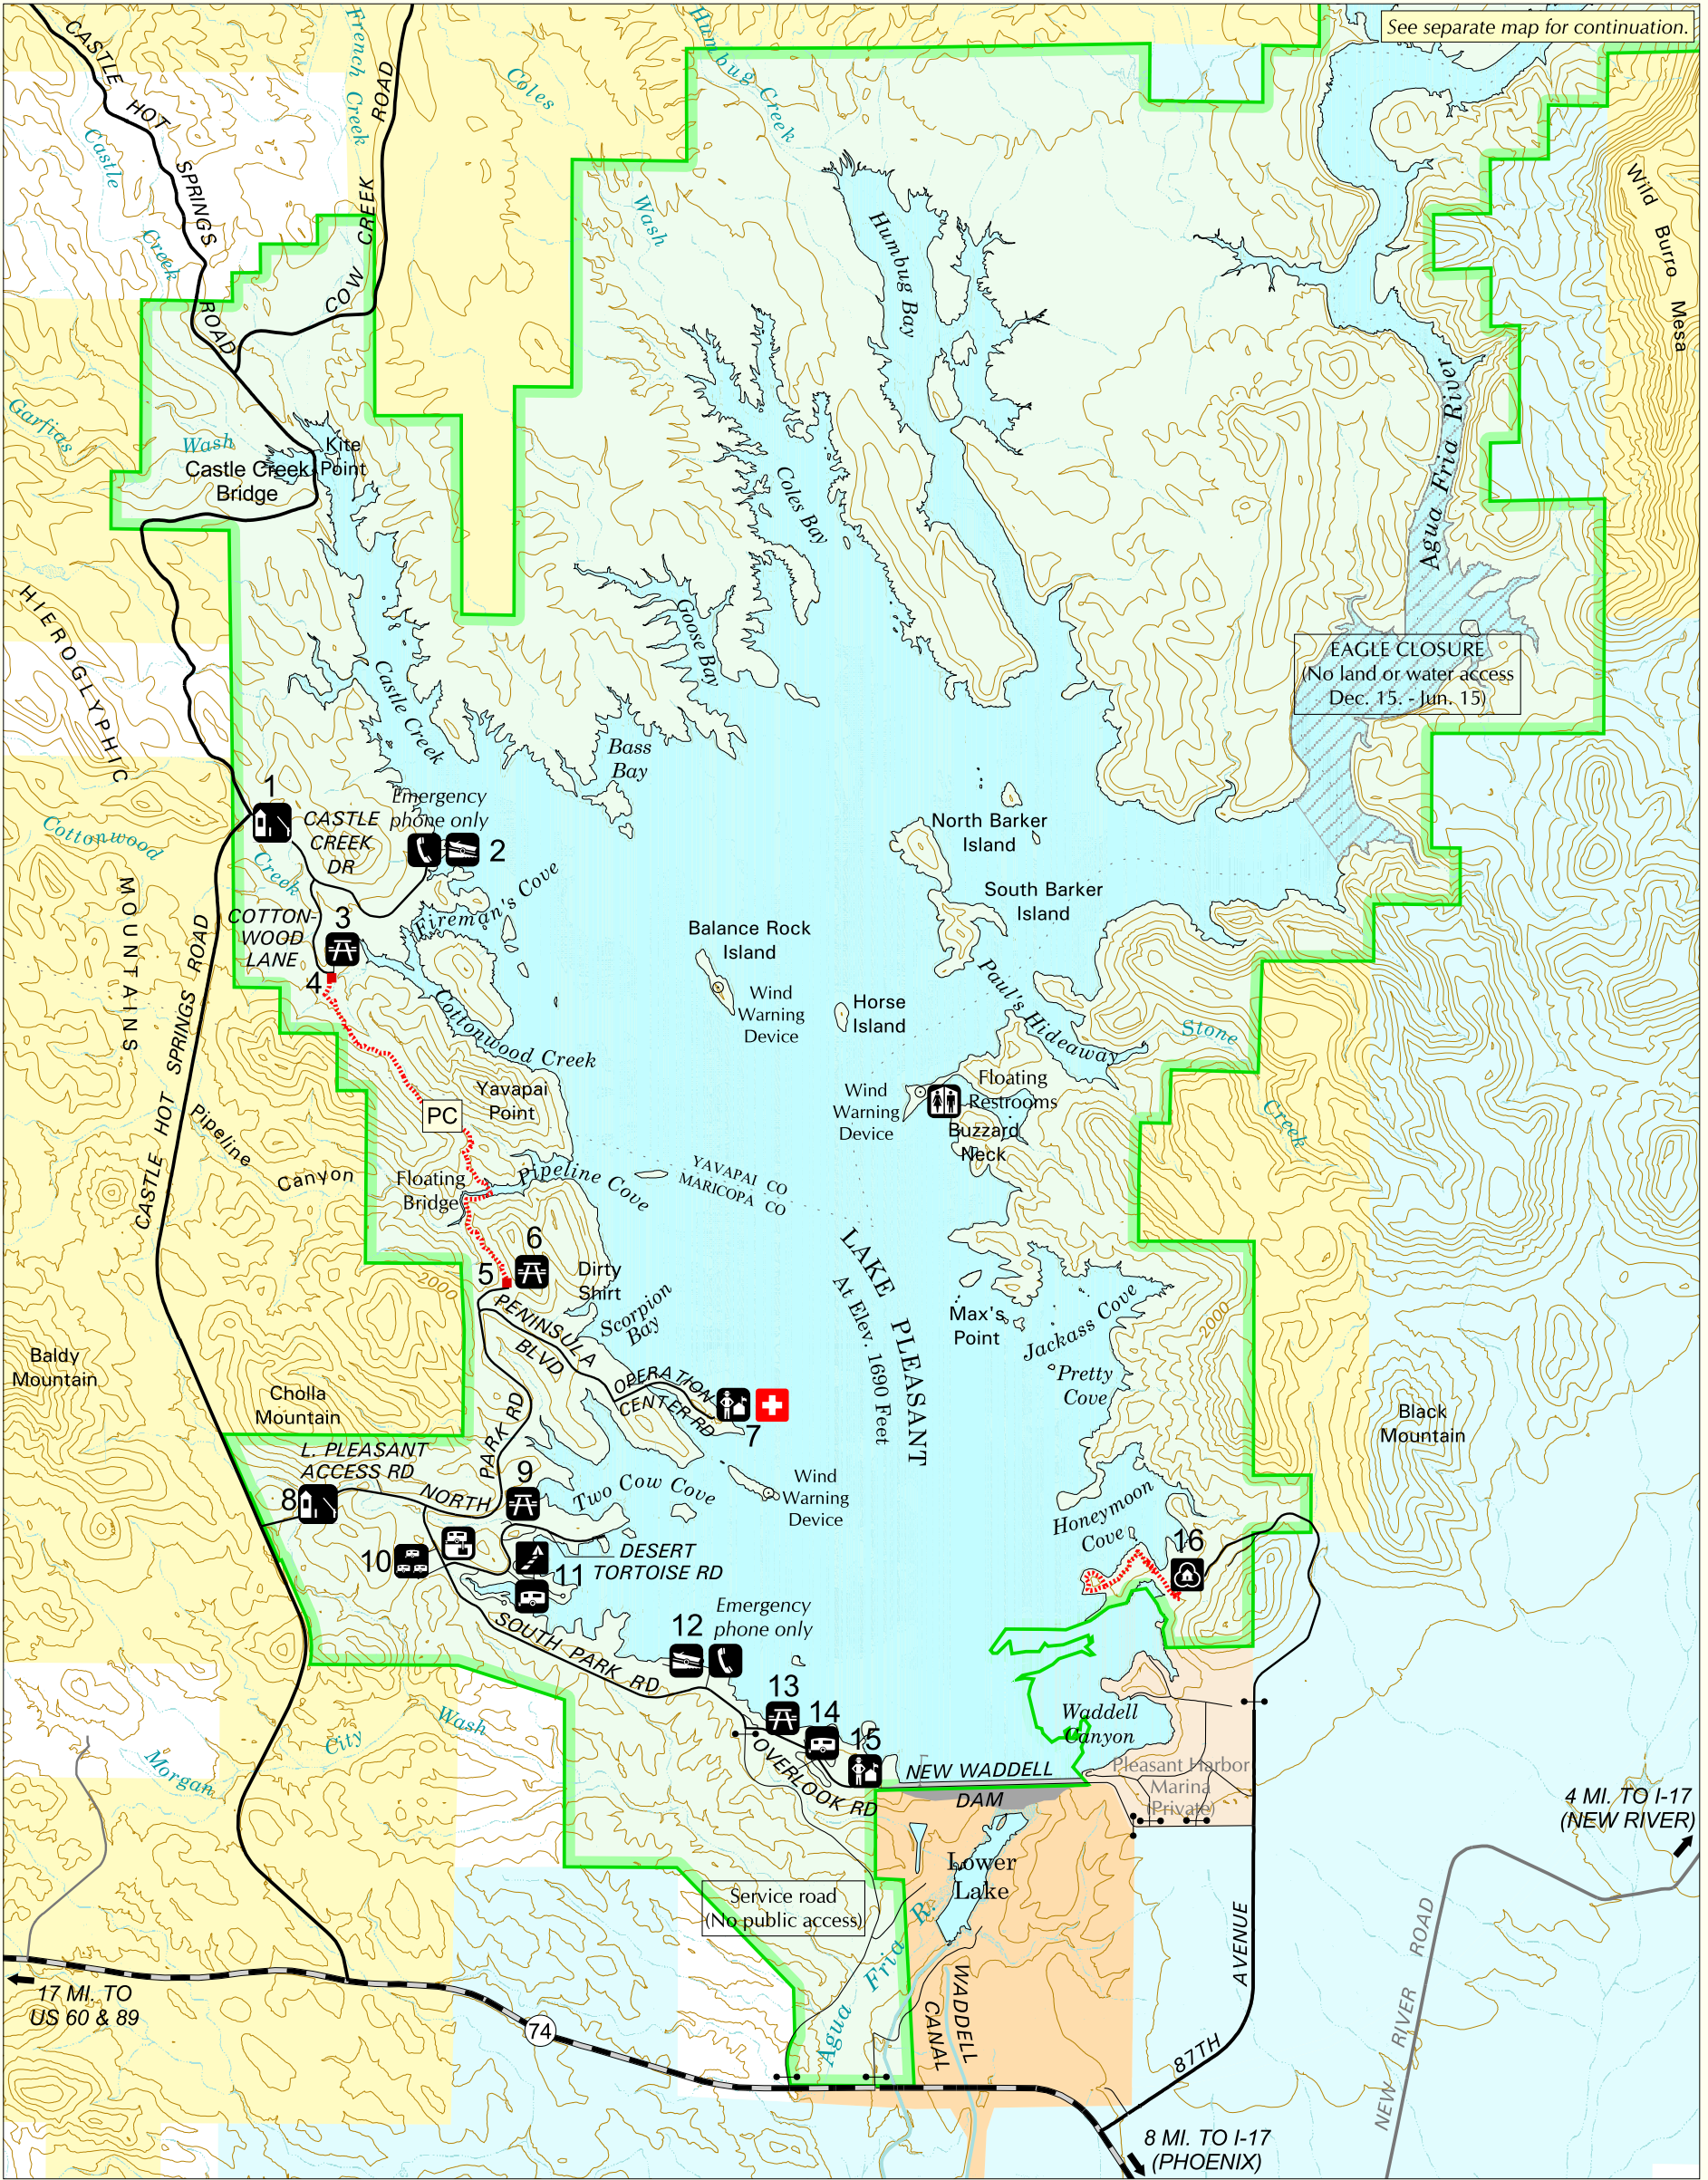 See separate map for continuation.
CASTLE HOT SPRINGS ROAD
French Creek
COW CREEK ROAD
Coles Wash
Humbug Creek
Castle Creek
Wild Burro Mesa
Humbug Bay
Garfias Wash
Kite
Point
Castle Creek
Bridge
Coles Bay
Agua Fria River
HIEROGLYPHIC
MOUNTAINS
Goose Bay
EAGLE CLOSURE
(No land or water access
Dec. 15. - Jun. 15)
Castle Creek
Bass
Bay
1
CASTLE
CREEK
DR
Emergency
phone only
2
North Barker
Island
Cottonwood Creek
Fireman's Cove
South Barker
Island
COTTON-
WOOD
LANE
3
4
Balance Rock
Island
Wind
Warning
Device
Horse
Island
Paul's Hideaway
Stone Creek
Cottonwood Creek
CASTLE HOT SPRINGS ROAD
Yavapai
Point
PC
Wind
Warning
Device
Floating
Restrooms
Buzzard
Neck
Pipeline Canyon
Floating
Bridge
Pipeline Cove
YAVAPAI CO
MARICOPA CO
6
5
Dirty
Shirt
2000
LAKE PLEASANT
At Elev. 1690 Feet
Scorpion
Bay
Max's
Point
Jackass Cove
2000
PENINSULA
BLVD
Baldy
Mountain
Cholla
Mountain
OPERATION
CENTER RD
7
Pretty
Cove
Black
Mountain
L. PLEASANT
ACCESS RD
8
NORTH PARK RD
9
Two Cow Cove
Wind
Warning
Device
Honeymoon
Cove
16
10
11
DESERT
TORTOISE RD
SOUTH PARK RD
12
Emergency
phone only
13
14
15
OVERLOOK RD
NEW WADDELL
DAM
Waddell
Canyon
Pleasant Harbor
Marina
(Private)
Morgan City Wash
4 MI. TO I-17
(NEW RIVER)
Lower
Lake
Service road
(No public access)
Agua Fria R.
WADDELL
CANAL
87TH AVENUE
NEW RIVER ROAD
17 MI. TO
US 60 & 89
74
8 MI. TO I-17
(PHOENIX)